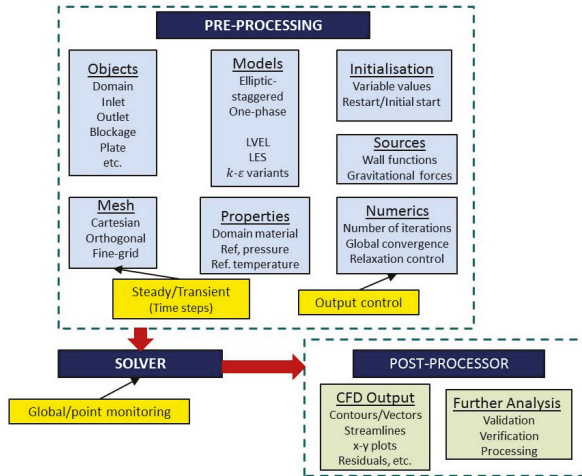 PRE-PROCESSING
Objects
Domain
Inlet
Outlet
Blockage
Plate
etc.
Models
Elliptic-
staggered
One-phase
LVEL
LES
k-ε variants
Initialisation
Variable values
Restart/Initial start
Sources
Wall functions
Gravitational forces
Mesh
Cartesian
Orthogonal
Fine-grid
Properties
Domain material
Ref, pressure
Ref. temperature
Numerics
Number of iterations
Global convergence
Relaxation control
Steady/Transient
(Time steps)
Output control
SOLVER
Global/point monitoring
POST-PROCESSOR
CFD Output
Contours/Vectors
Streamlines
x-y plots
Residuals, etc.
Further Analysis
Validation
Verification
Processing